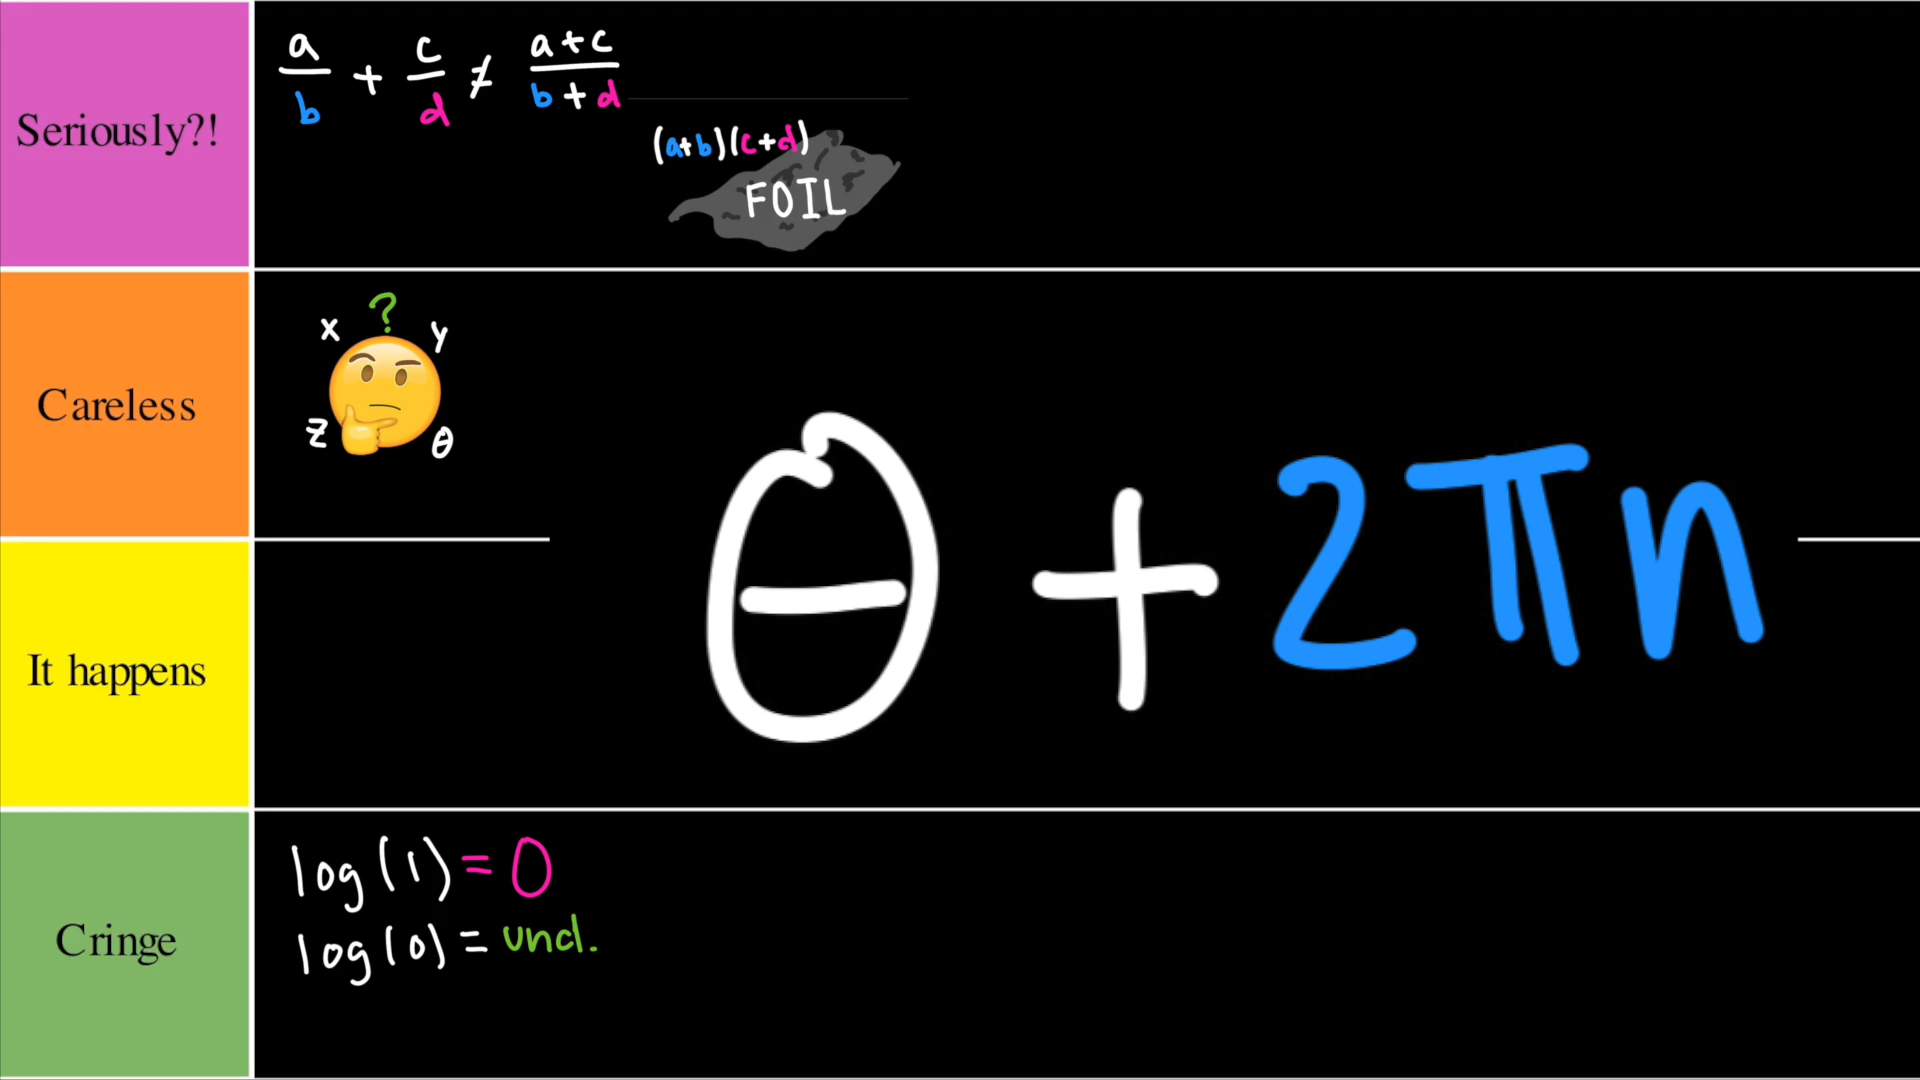 Seriously?!
a/b + c/d ≠ a+c/b+d
(a+b)(c+d)
FOIL
Careless
x ? y
z θ
It happens
θ + 2πn
Cringe
log(1) = 0
log(0) = und.